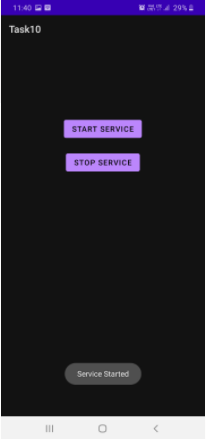 11:40 29%
Task10
START SERVICE
STOP SERVICE
Service Started